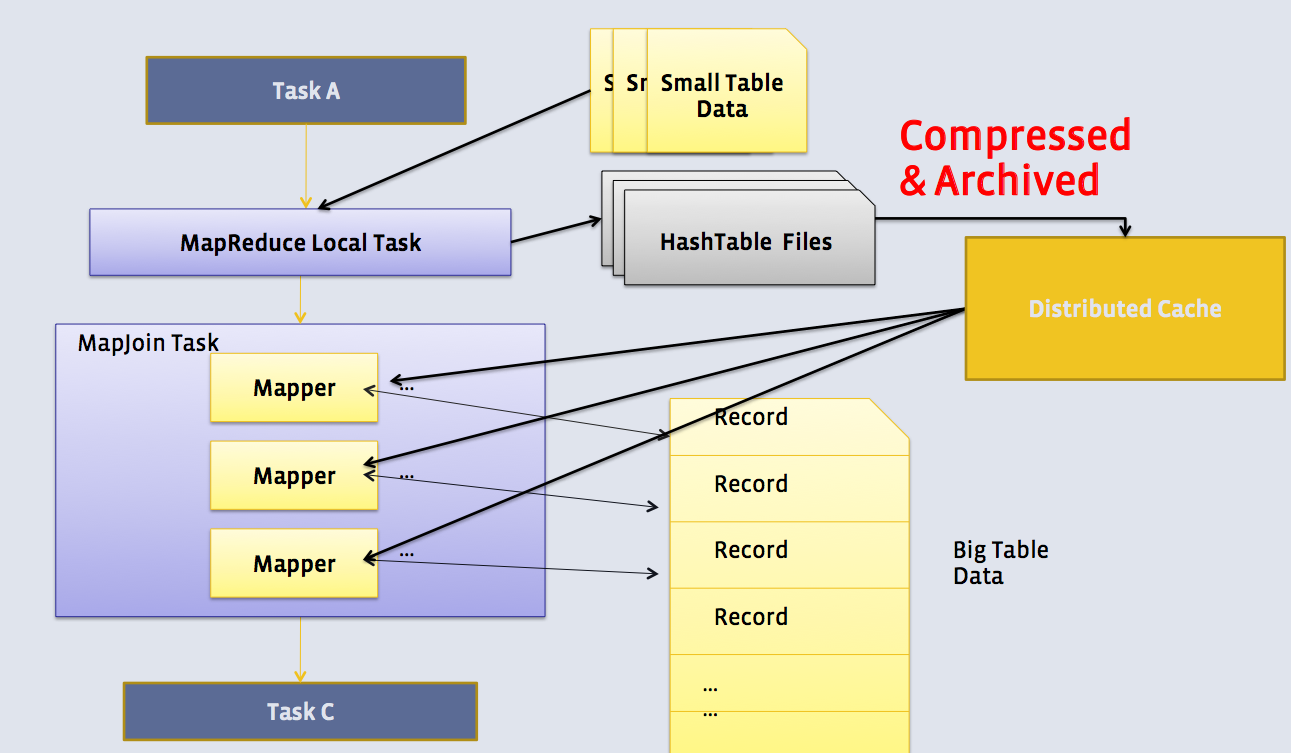 Task A
S
Sr
Small Table
Data
Compressed
& Archived
MapReduce Local Task
HashTable Files
Distributed Cache
MapJoin Task
Mapper
...
Mapper
...
Mapper
...
Record
Record
Record
Record
...
...
Big Table
Data
Task C